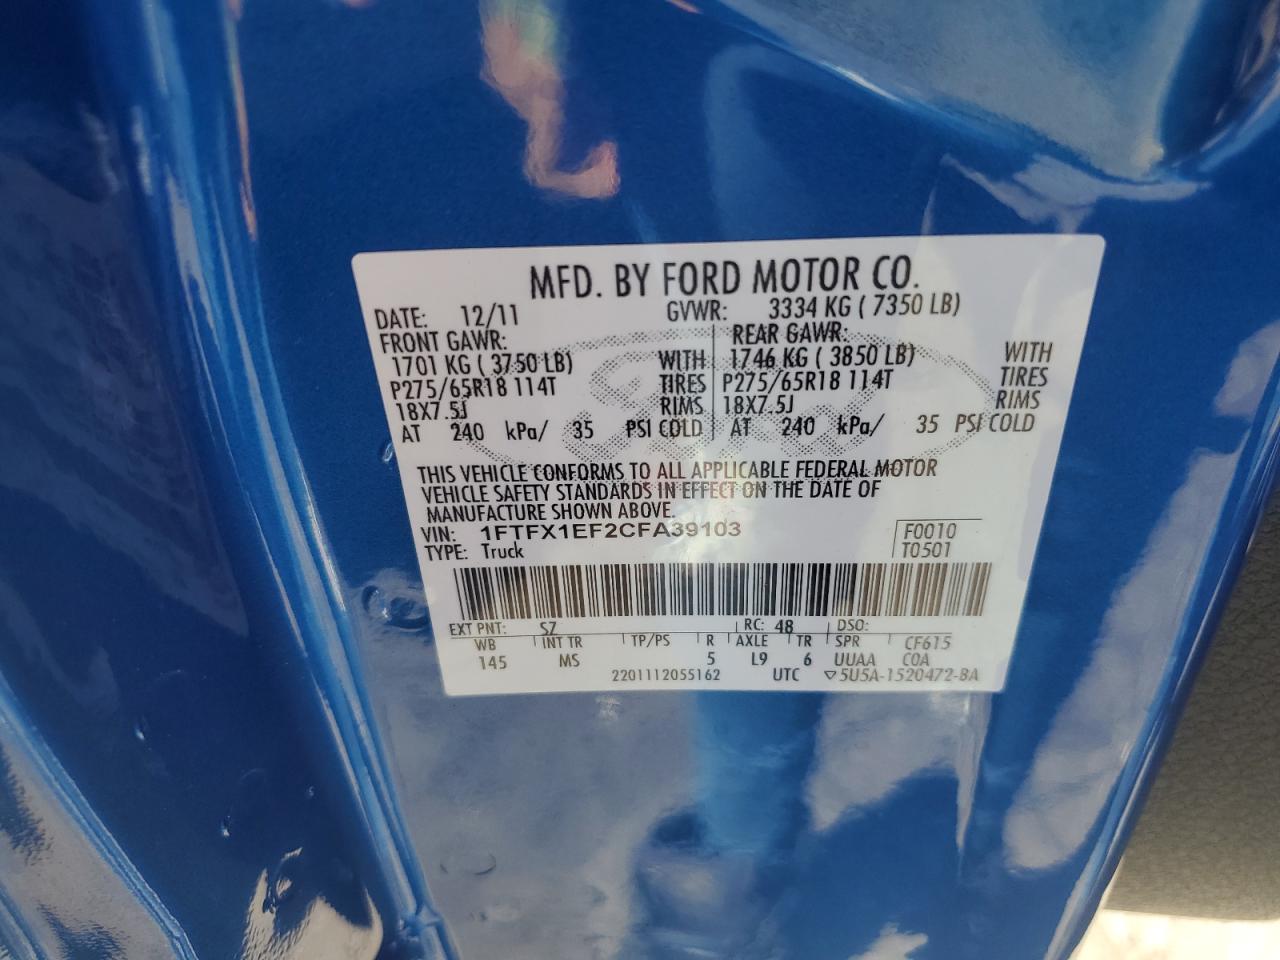 MFD. BY FORD MOTOR CO.
DATE: 12/11 GVWR: 3334 KG ( 7350 LB)
FRONT GAWR: REAR GAWR:
1701 KG ( 3750 LB) WITH 1746 KG ( 3850 LB) WITH
P275/65R18 114T TIRES P275/65R18 114T TIRES
18X7.5J RIMS 18X7.5J RIMS
AT 240 kPa/ 35 PSI COLD AT 240 kPa/ 35 PSI COLD
THIS VEHICLE CONFORMS TO ALL APPLICABLE FEDERAL MOTOR
VEHICLE SAFETY STANDARDS IN EFFECT ON THE DATE OF
MANUFACTURE SHOWN ABOVE.
VIN: 1FTFX1EF2CFA39103 F0010
TYPE: Truck T0501
EXT PNT: SZ RC: 48 DSO:
WB INT TR TP/PS R AXLE TR SPR CF615
145 MS 5 L9 6 UUAA COA
2201112055162 UTC ▽5U5A-1520472-BA